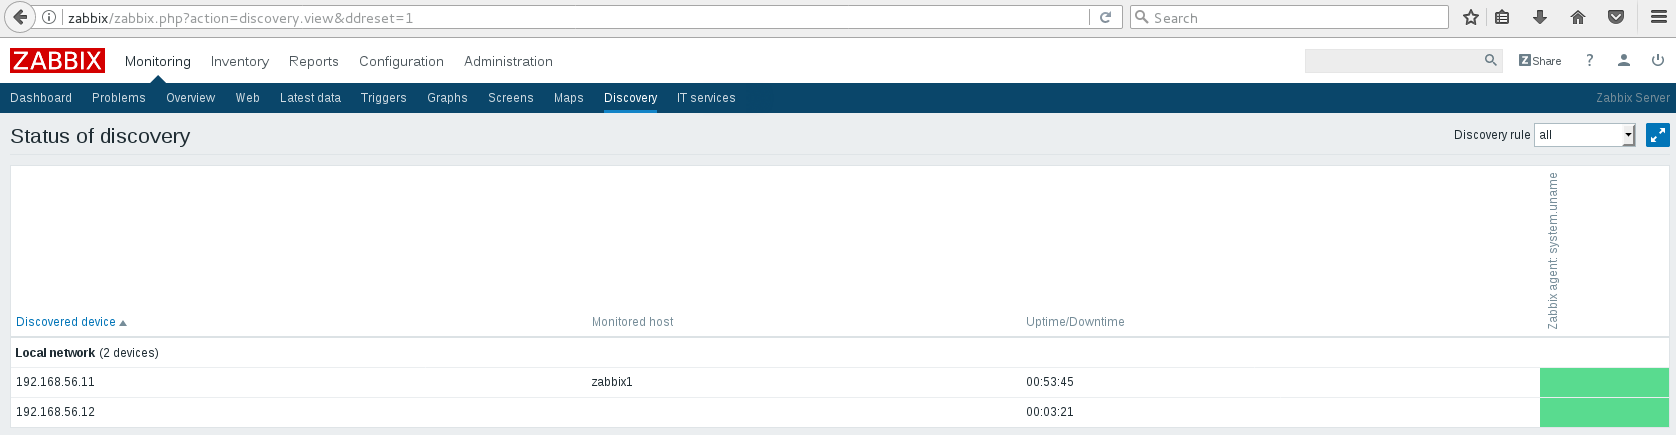 zabbix/zabbix.php?action=discovery.view&ddreset=1
Search
ZABBIX Monitoring Inventory Reports Configuration Administration Z Share ?
Dashboard Problems Overview Web Latest data Triggers Graphs Screens Maps Discovery IT services Zabbix Server
Status of discovery Discovery rule all
Zabbix agent: system.uname
Discovered device Monitored host Uptime/Downtime
Local network (2 devices)
192.168.56.11 zabbix1 00:53:45
192.168.56.12 00:03:21